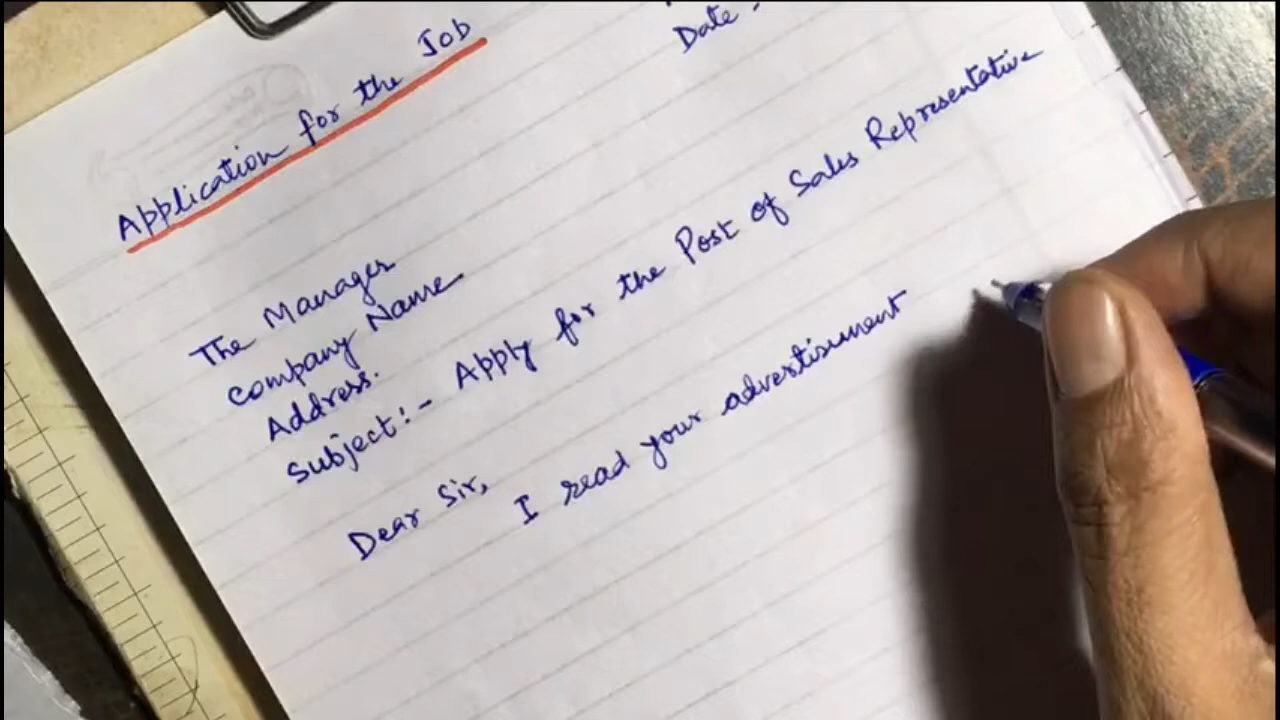 Application for the Job
Date -
The Manager
Company Name
Address.
Subject:- Apply for the Post of Sales Representative
Dear Sir,
I read your advertisment